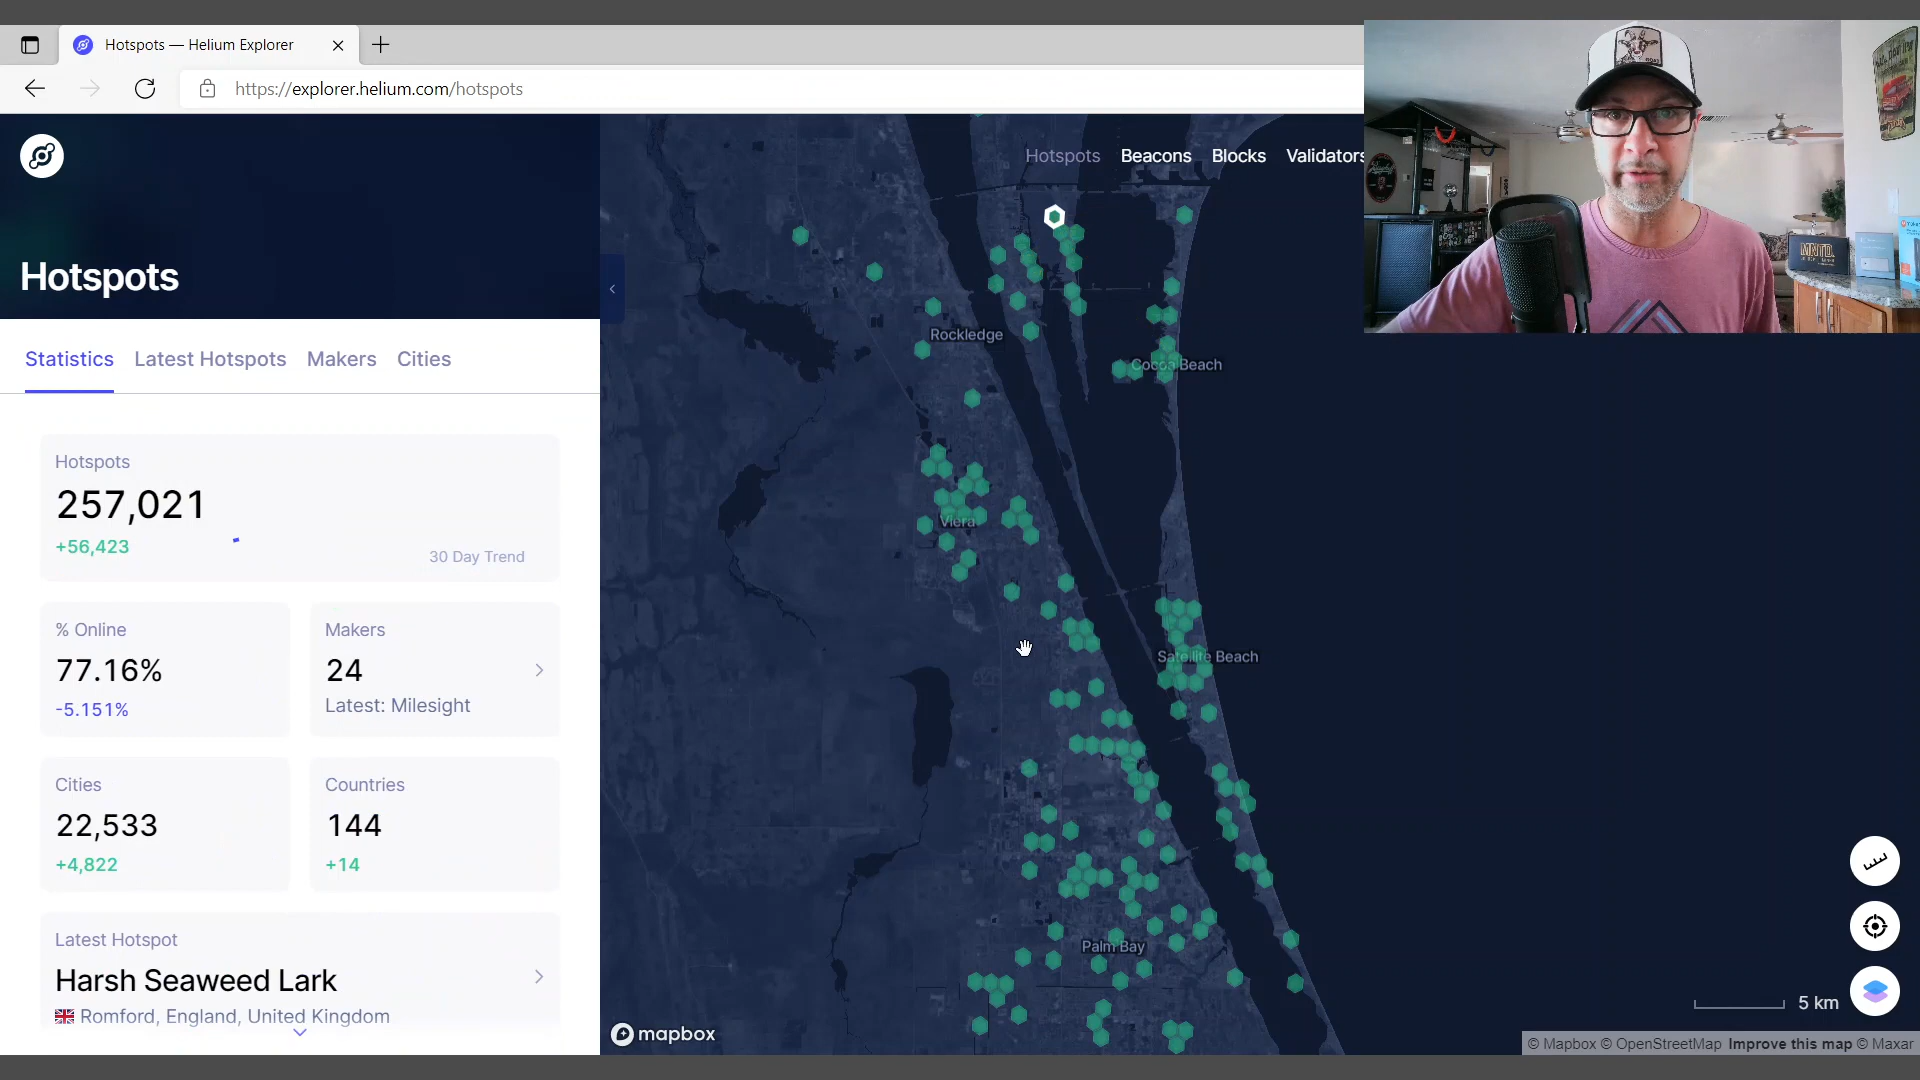 Hotspots — Helium Explorer
https://explorer.helium.com/hotspots
Hotspots Beacons Blocks Validators
Hotspots
Statistics Latest Hotspots Makers Cities
Hotspots
257,021
+56,423
30 Day Trend
% Online
77.16%
-5.151%
Makers
24
Latest: Milesight
Cities
22,533
+4,822
Countries
144
+14
Latest Hotspot
Harsh Seaweed Lark
Romford, England, United Kingdom
Rockledge
Cocoa Beach
Viera
Satellite Beach
Palm Bay
MNTD.
5 km
mapbox
© Mapbox © OpenStreetMap Improve this map © Maxar